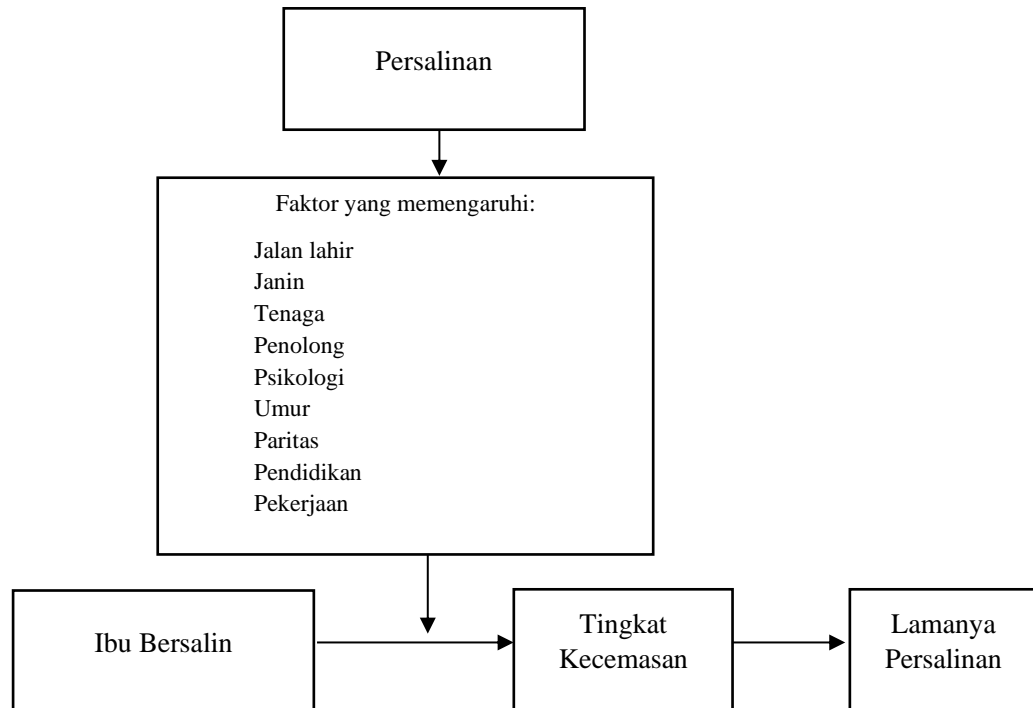 Persalinan
Faktor yang memengaruhi:
Jalan lahir
Janin
Tenaga
Penolong
Psikologi
Umur
Paritas
Pendidikan
Pekerjaan
Ibu Bersalin
Tingkat
Kecemasan
Lamanya
Persalinan